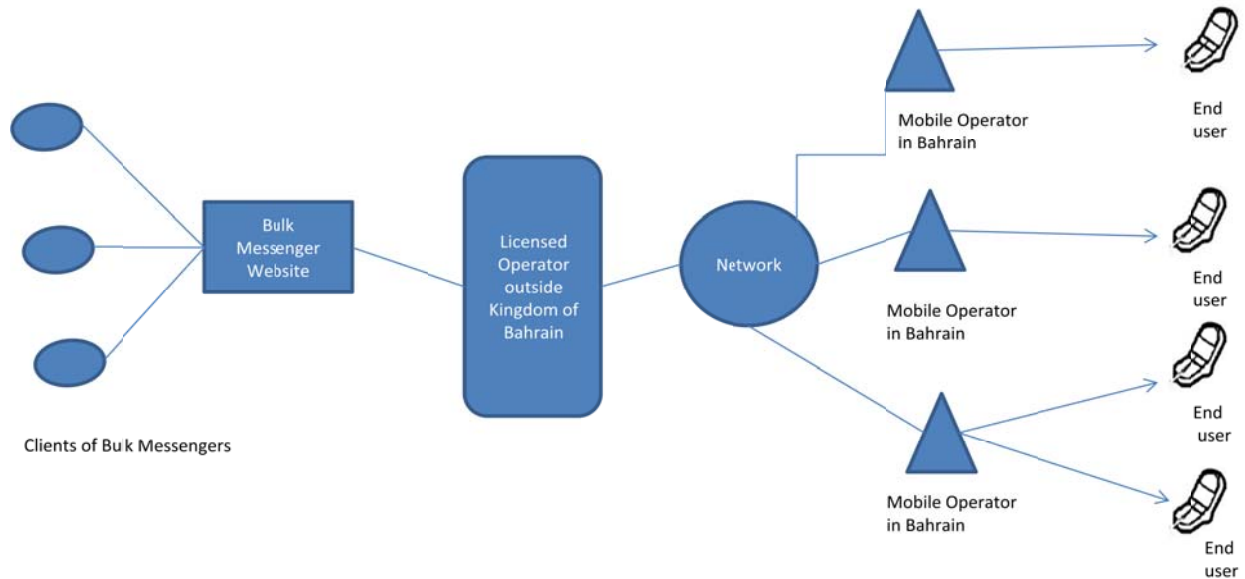 Mobile Operator
in Bahrain
End
user
Bulk
Messenger
Website
Licensed
Operator
outside
Kingdom of
Bahrain
Network
Mobile Operator
in Bahrain
End
user
Clients of Bulk Messengers
Mobile Operator
in Bahrain
End
user
End
user